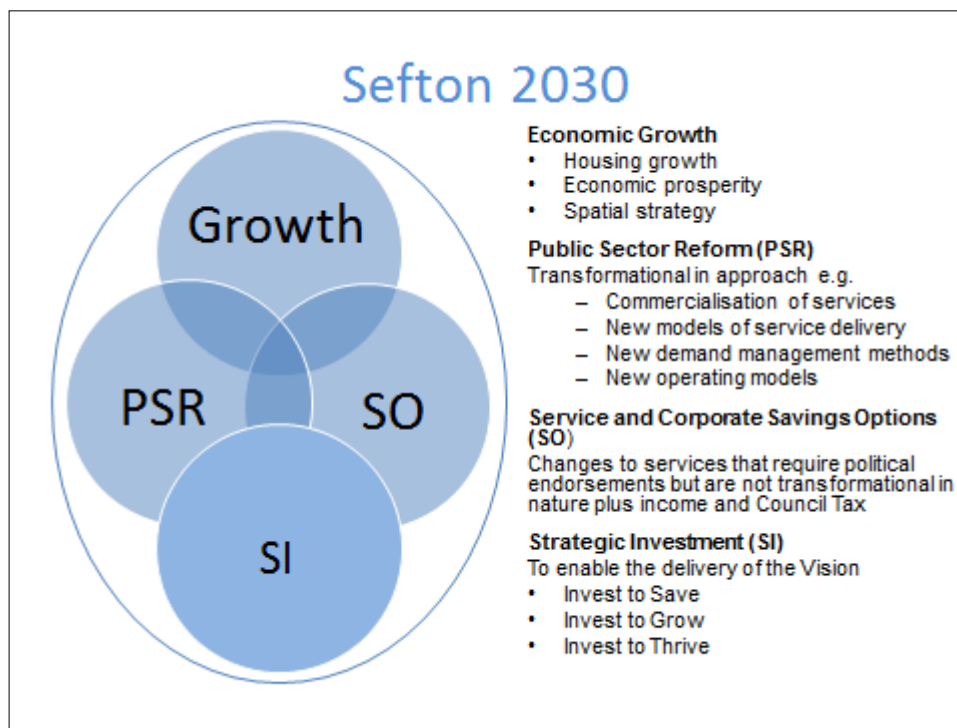 Sefton 2030
Growth
PSR
SO
SI
Economic Growth
• Housing growth
• Economic prosperity
• Spatial strategy
Public Sector Reform (PSR)
Transformational in approach e.g.
– Commercialisation of services
– New models of service delivery
– New demand management methods
– New operating models
Service and Corporate Savings Options
(SO)
Changes to services that require political
endorsements but are not transformational in
nature plus income and Council Tax
Strategic Investment (SI)
To enable the delivery of the Vision
• Invest to Save
• Invest to Grow
• Invest to Thrive